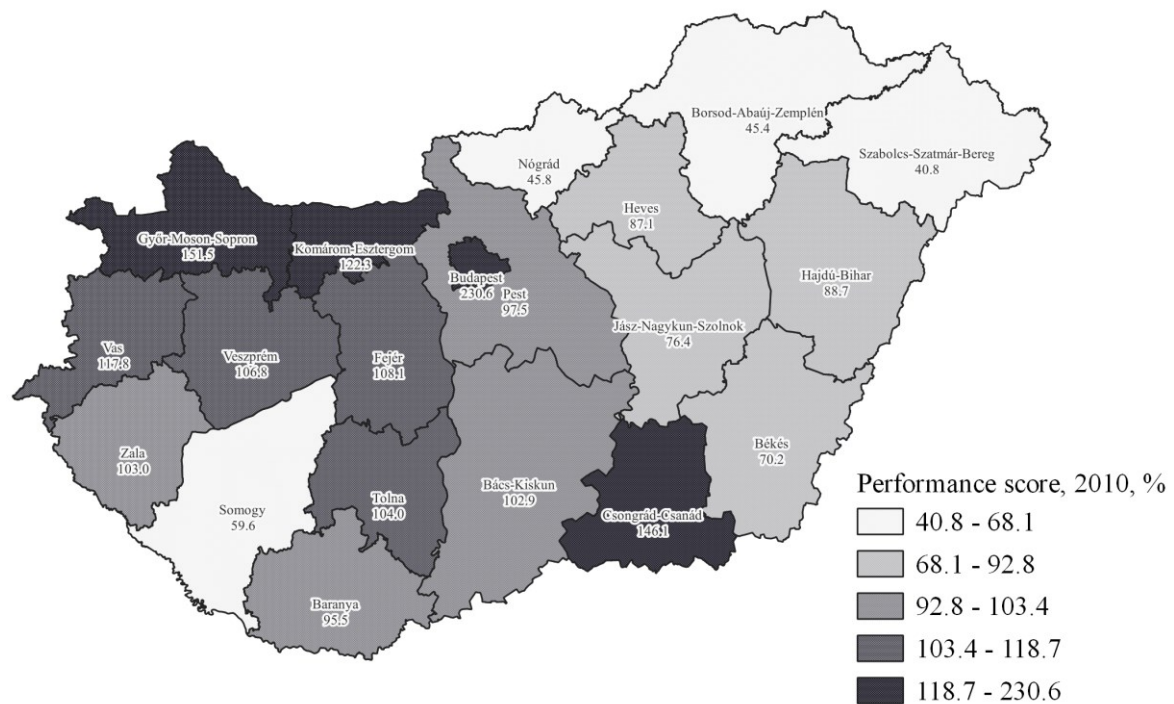 Borsod-Abaúj-Zemplén
45.4
Szabolcs-Szatmár-Bereg
40.8
Nógrád
45.8
Heves
87.1
Győr-Moson-Sopron
151.5
Komárom-Esztergom
122.3
Budapest
230.6
Pest
97.5
Hajdú-Bihar
88.7
Jász-Nagykun-Szolnok
76.4
Vas
117.8
Veszprém
106.8
Fejér
108.1
Zala
103.0
Somogy
59.6
Tolna
104.0
Bács-Kiskun
102.9
Békés
70.2
Csongrád-Csanád
146.1
Baranya
95.5
Performance score, 2010, %
40.8 - 68.1
68.1 - 92.8
92.8 - 103.4
103.4 - 118.7
118.7 - 230.6